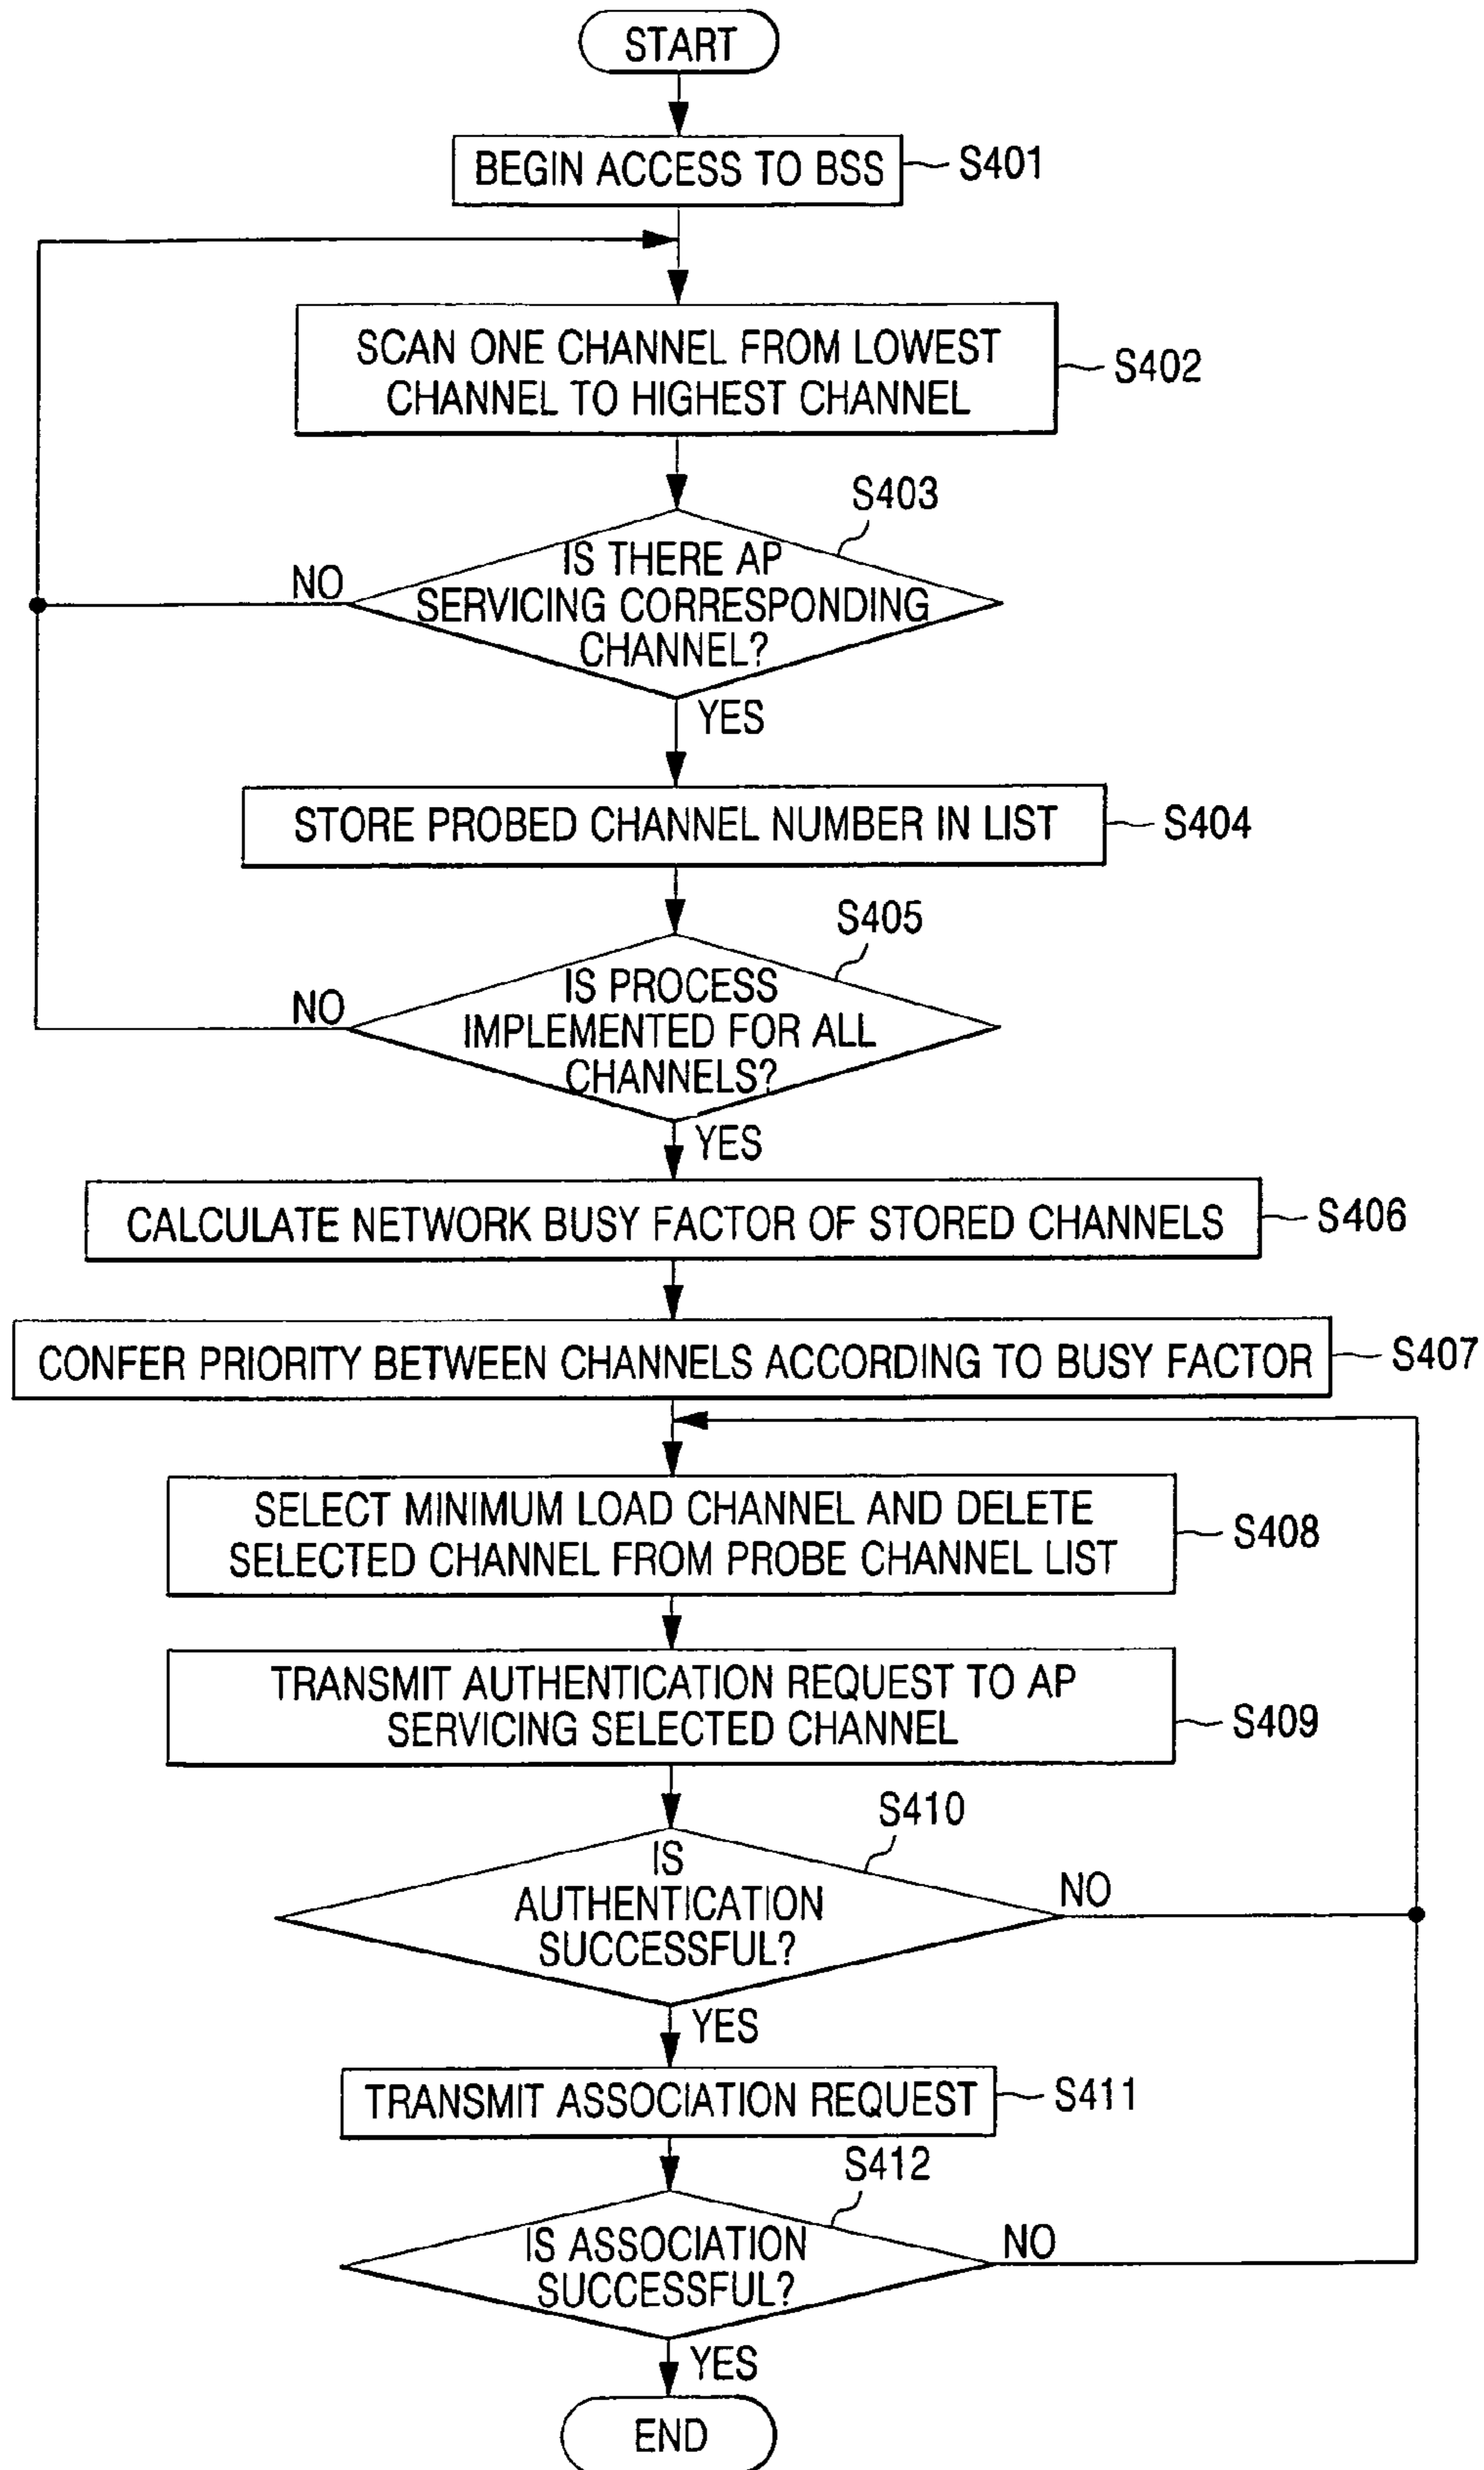 START
BEGIN ACCESS TO BSS
S401
SCAN ONE CHANNEL FROM LOWEST
CHANNEL TO HIGHEST CHANNEL
S402
S403
IS THERE AP
SERVICING CORRESPONDING
CHANNEL?
NO
YES
STORE PROBED CHANNEL NUMBER IN LIST
S404
S405
IS PROCESS
IMPLEMENTED FOR ALL
CHANNELS?
NO
YES
CALCULATE NETWORK BUSY FACTOR OF STORED CHANNELS
S406
CONFER PRIORITY BETWEEN CHANNELS ACCORDING TO BUSY FACTOR
S407
SELECT MINIMUM LOAD CHANNEL AND DELETE
SELECTED CHANNEL FROM PROBE CHANNEL LIST
S408
TRANSMIT AUTHENTICATION REQUEST TO AP
SERVICING SELECTED CHANNEL
S409
S410
IS
AUTHENTICATION
SUCCESSFUL?
NO
YES
TRANSMIT ASSOCIATION REQUEST
S411
S412
IS ASSOCIATION
SUCCESSFUL?
NO
YES
END